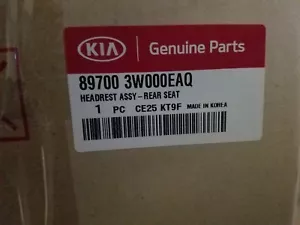 KIA Genuine Parts
89700 3W000EAQ
HEADREST ASSY-REAR SEAT
1 PC CE25 KT9F MADE IN KOREA